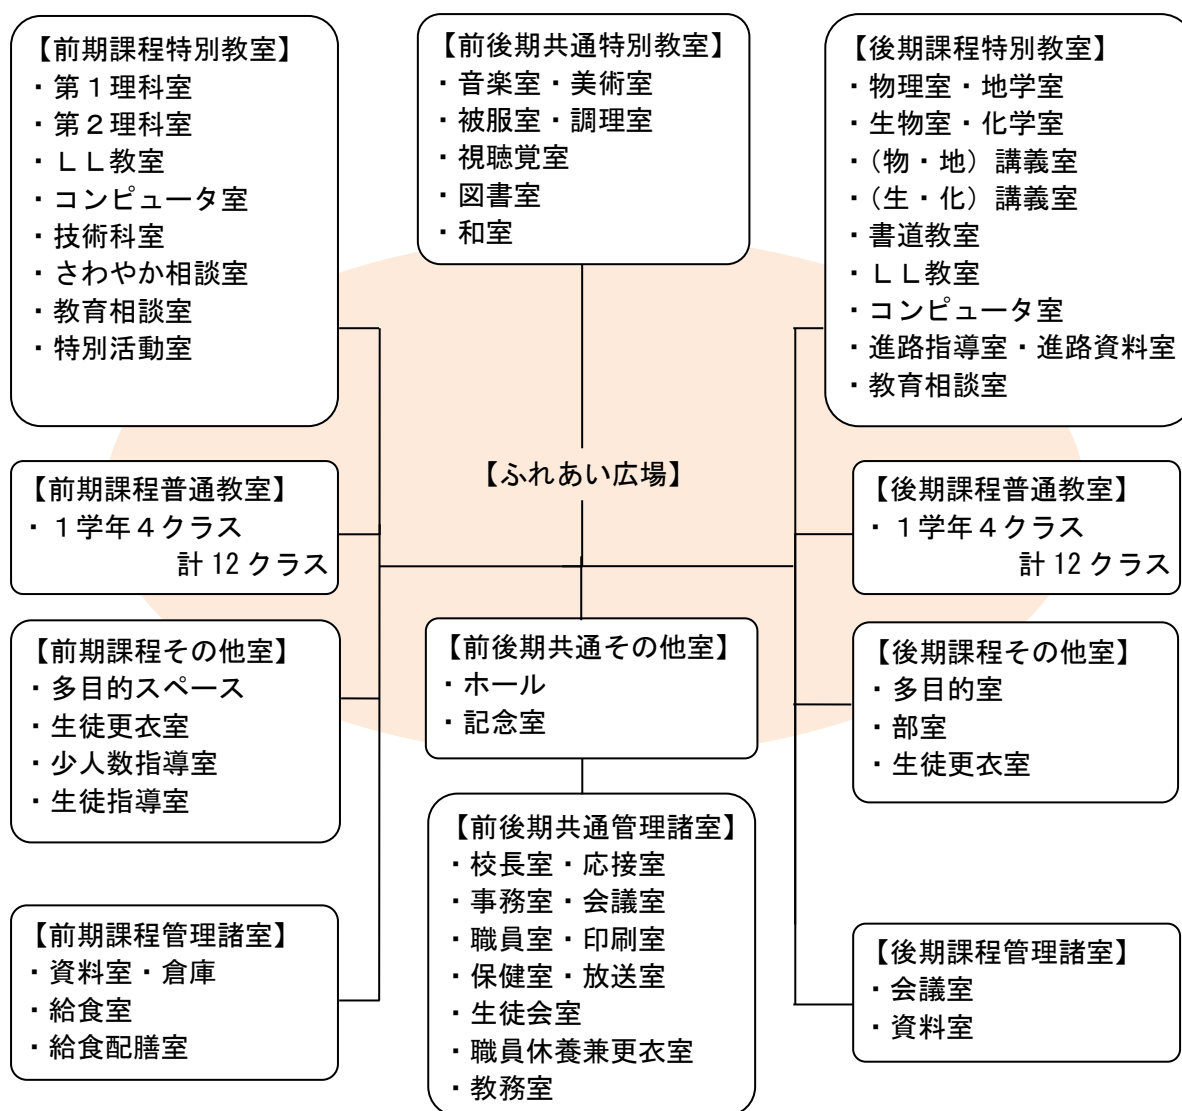 【前期課程特別教室】
・第１理科室
・第２理科室
・ＬＬ教室
・コンピュータ室
・技術科室
・さわやか相談室
・教育相談室
・特別活動室
【前後期共通特別教室】
・音楽室・美術室
・被服室・調理室
・視聴覚室
・図書室
・和室
【後期課程特別教室】
・物理室・地学室
・生物室・化学室
・（物・地）講義室
・（生・化）講義室
・書道教室
・ＬＬ教室
・コンピュータ室
・進路指導室・進路資料室
・教育相談室
【ふれあい広場】
【前期課程普通教室】
・１学年４クラス
計 12 クラス
【後期課程普通教室】
・１学年４クラス
計 12 クラス
【前期課程その他室】
・多目的スペース
・生徒更衣室
・少人数指導室
・生徒指導室
【前後期共通その他室】
・ホール
・記念室
【後期課程その他室】
・多目的室
・部室
・生徒更衣室
【前期課程管理諸室】
・資料室・倉庫
・給食室
・給食配膳室
【前後期共通管理諸室】
・校長室・応接室
・事務室・会議室
・職員室・印刷室
・保健室・放送室
・生徒会室
・職員休養兼更衣室
・教務室
【後期課程管理諸室】
・会議室
・資料室